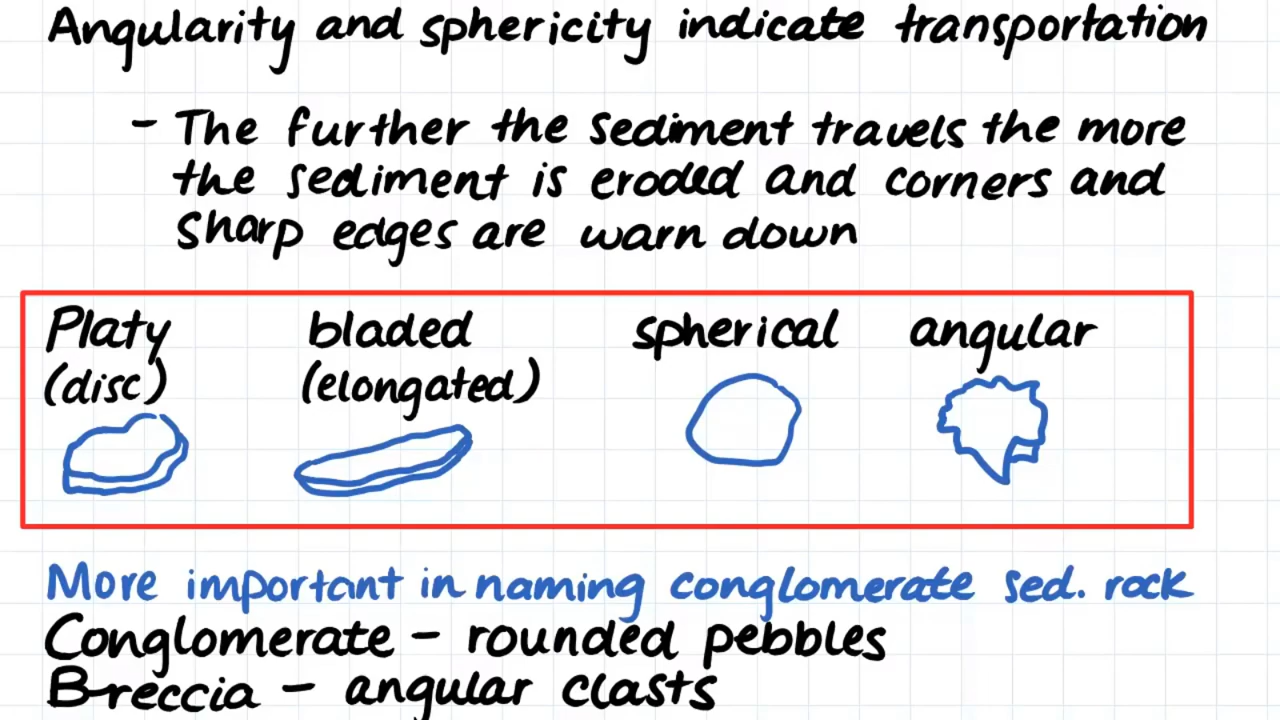 Angularity and sphericity indicate transportation
- The further the sediment travels the more
the sediment is eroded and corners and
sharp edges are warn down
Platy bladed spherical angular
(disc) (elongated)
More important in naming conglomerate sed. rock
Conglomerate - rounded pebbles
Breccia - angular clasts